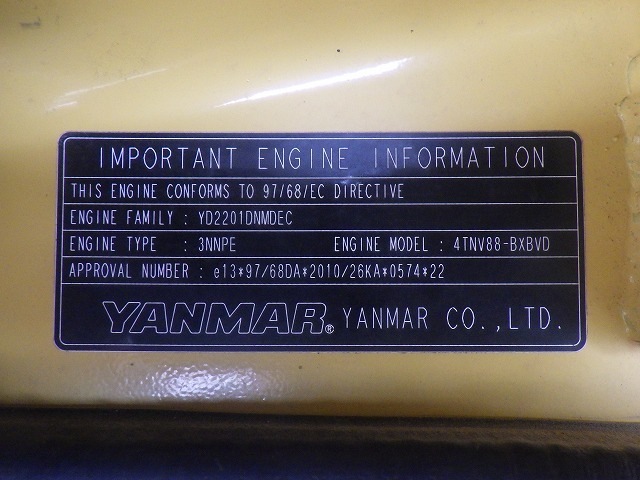 IMPORTANT ENGINE INFORMATION
THIS ENGINE CONFORMS TO 97/68/EC DIRECTIVE
ENGINE FAMILY : YD2201DNMDEC
ENGINE TYPE : 3NNPE ENGINE MODEL : 4TNV88-BXBVD
APPROVAL NUMBER : e13*97/68DA*2010/26KA*0574*22
YANMAR® YANMAR CO.,LTD.